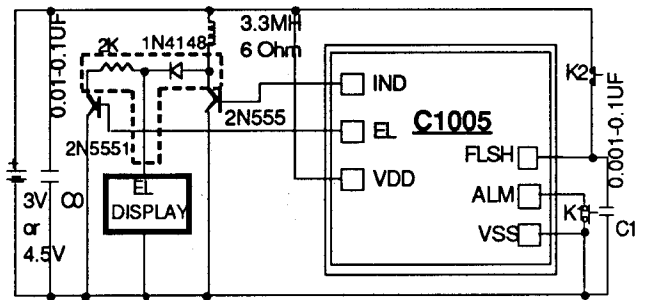 0.01-0.1UF
2K
1N4148
3.3MH
6 Ohm
2N5551
2N555
EL
DISPLAY
3V
or
4.5V
C0
IND
EL
VDD
C1005
FLSH
ALM
VSS
K2
K1
0.001-0.1UF
C1